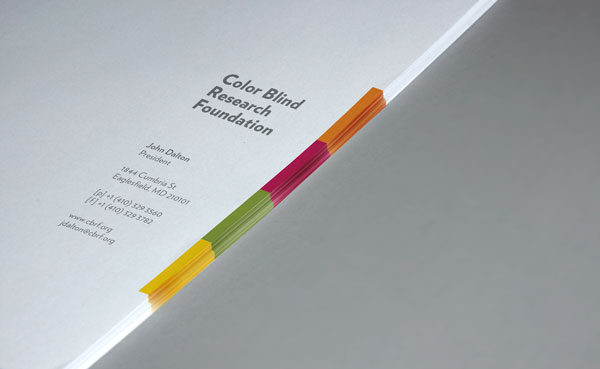 Color Blind
Research
Foundation
John Dalton
President
1844 Cumbria St
Eaglesfield, MD 210101
[p] +1 (410) 329 3560
[f] +1 (410) 329 3782
www.cbrf.org
jdalton@cbrf.org